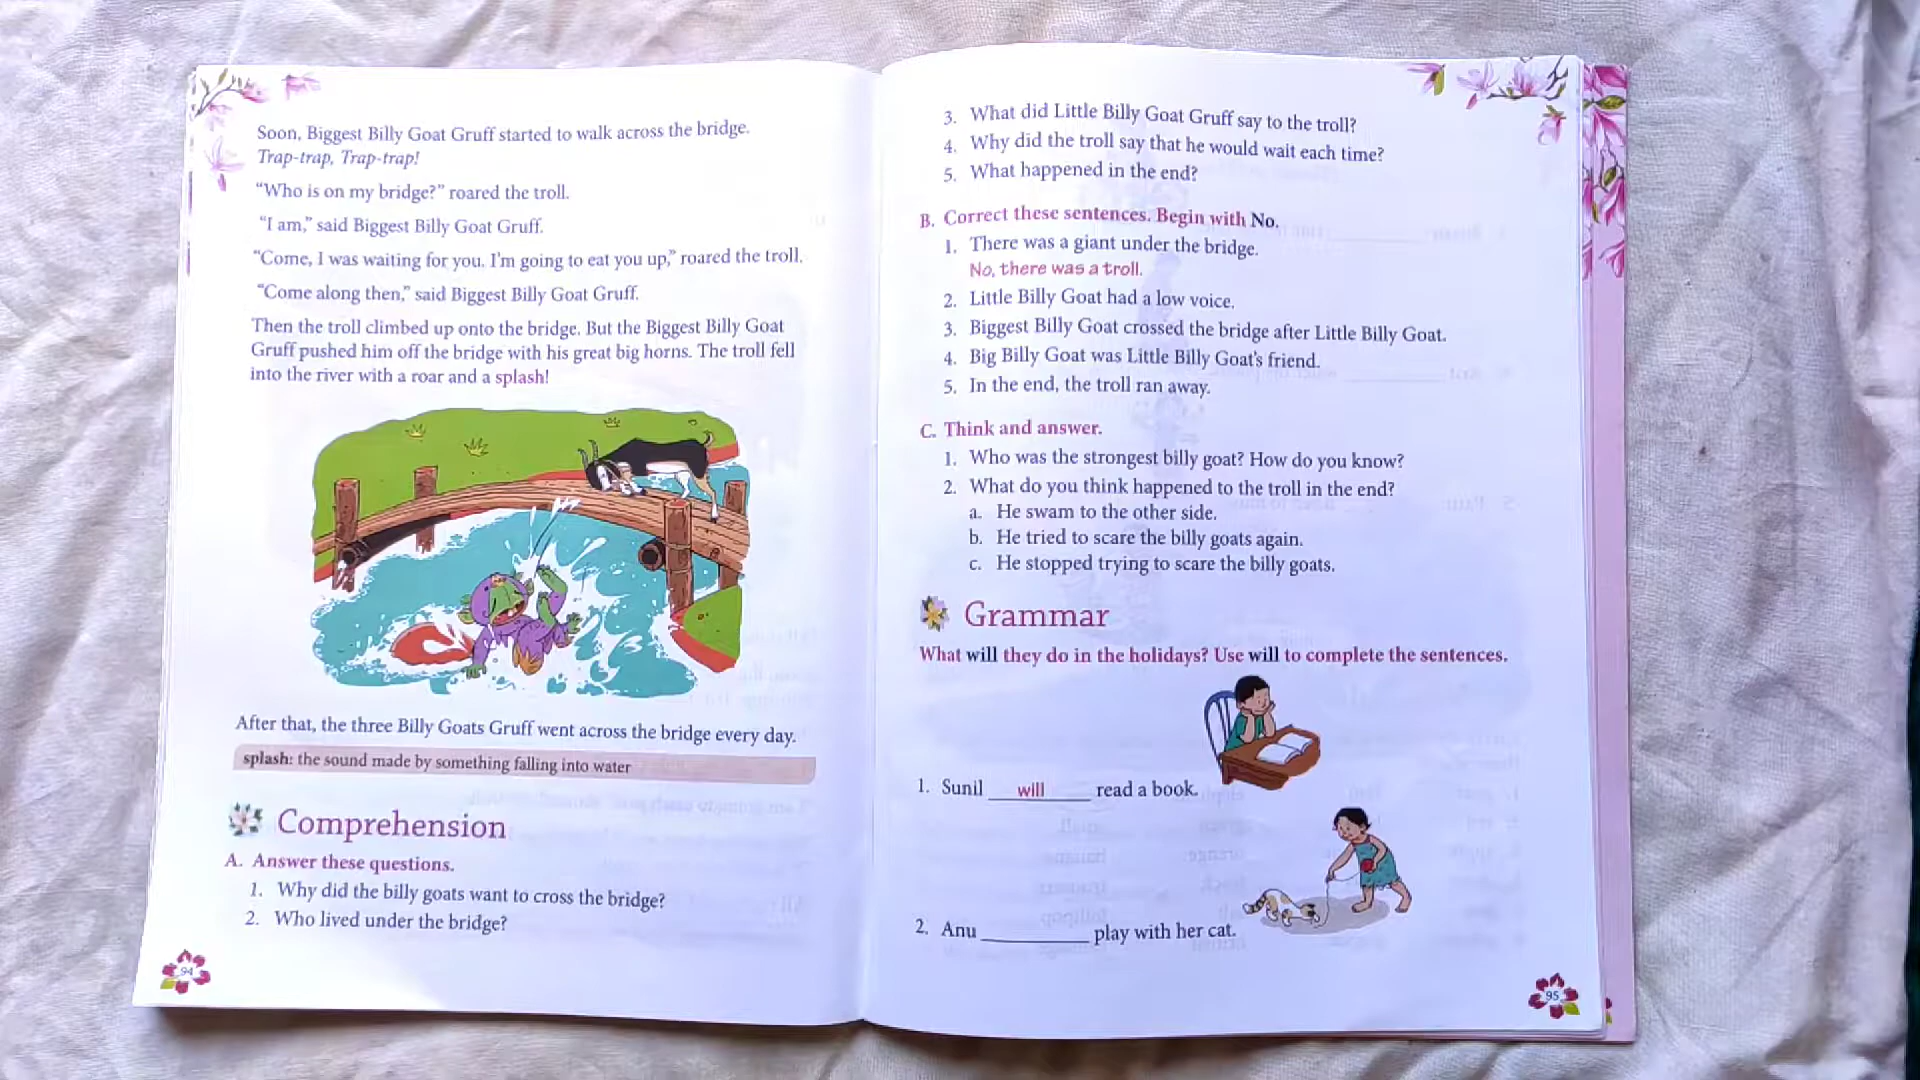 Soon, Biggest Billy Goat Gruff started to walk across the bridge.
Trap-trap, Trap-trap!
“Who is on my bridge?” roared the troll.
“I am,” said Biggest Billy Goat Gruff.
“Come, I was waiting for you. I'm going to eat you up,” roared the troll.
“Come along then,” said Biggest Billy Goat Gruff.
Then the troll climbed up onto the bridge. But the Biggest Billy Goat
Gruff pushed him off the bridge with his great big horns. The troll fell
into the river with a roar and a splash!
After that, the three Billy Goats Gruff went across the bridge every day.
splash: the sound made by something falling into water
Comprehension
A. Answer these questions.
1. Why did the billy goats want to cross the bridge?
2. Who lived under the bridge?
94
3. What did Little Billy Goat Gruff say to the troll?
4. Why did the troll say that he would wait each time?
5. What happened in the end?
B. Correct these sentences. Begin with No.
1. There was a giant under the bridge.
No, there was a troll.
2. Little Billy Goat had a low voice.
3. Biggest Billy Goat crossed the bridge after Little Billy Goat.
4. Big Billy Goat was Little Billy Goat's friend.
5. In the end, the troll ran away.
C. Think and answer.
1. Who was the strongest billy goat? How do you know?
2. What do you think happened to the troll in the end?
a. He swam to the other side.
b. He tried to scare the billy goats again.
c. He stopped trying to scare the billy goats.
Grammar
What will they do in the holidays? Use will to complete the sentences.
1. Sunil will read a book.
2. Anu __________ play with her cat.
95